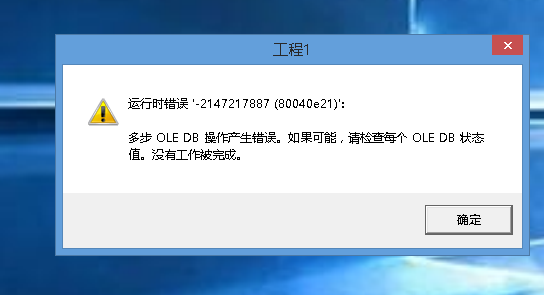 工程1
运行时错误 '-2147217887 (80040e21)':
多步 OLE DB 操作产生错误。如果可能，请检查每个 OLE DB 状态
值。没有工作被完成。
确定